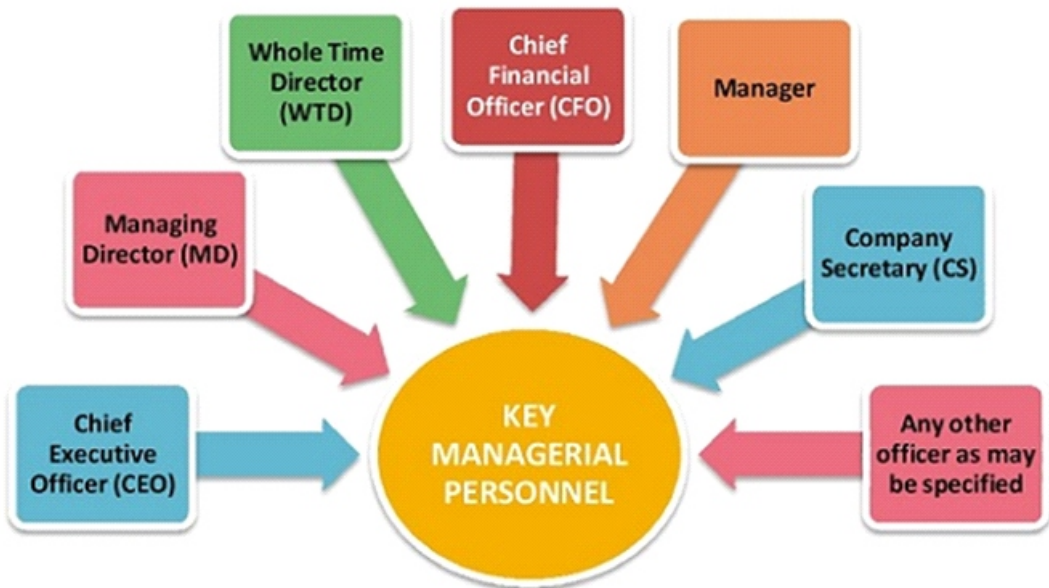 Chief
Executive
Officer (CEO)
Managing
Director (MD)
Whole Time
Director
(WTD)
Chief
Financial
Officer (CFO)
Manager
Company
Secretary (CS)
Any other
officer as may
be specified
KEY
MANAGERIAL
PERSONNEL